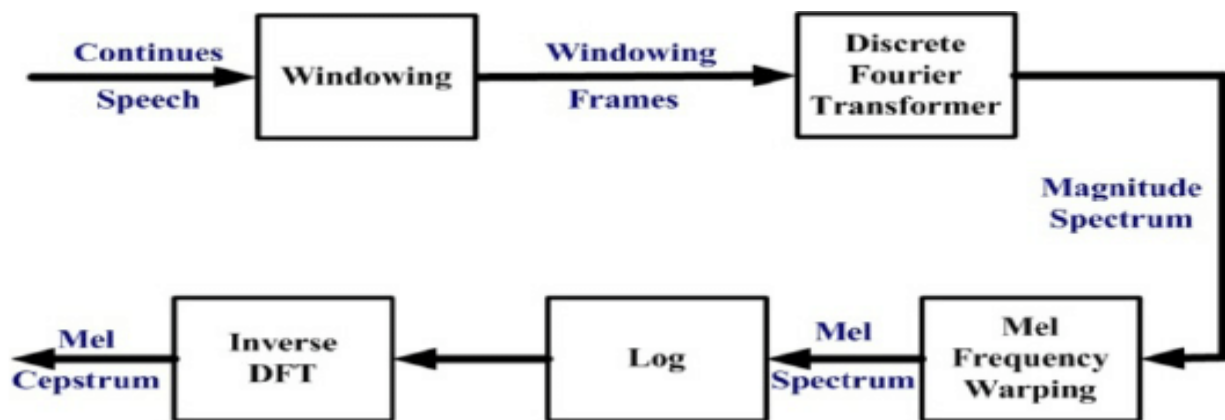 Continues
Speech
Windowing
Windowing
Frames
Discrete
Fourier
Transformer
Magnitude
Spectrum
Mel
Frequency
Warping
Mel
Spectrum
Log
Inverse
DFT
Mel
Cepstrum